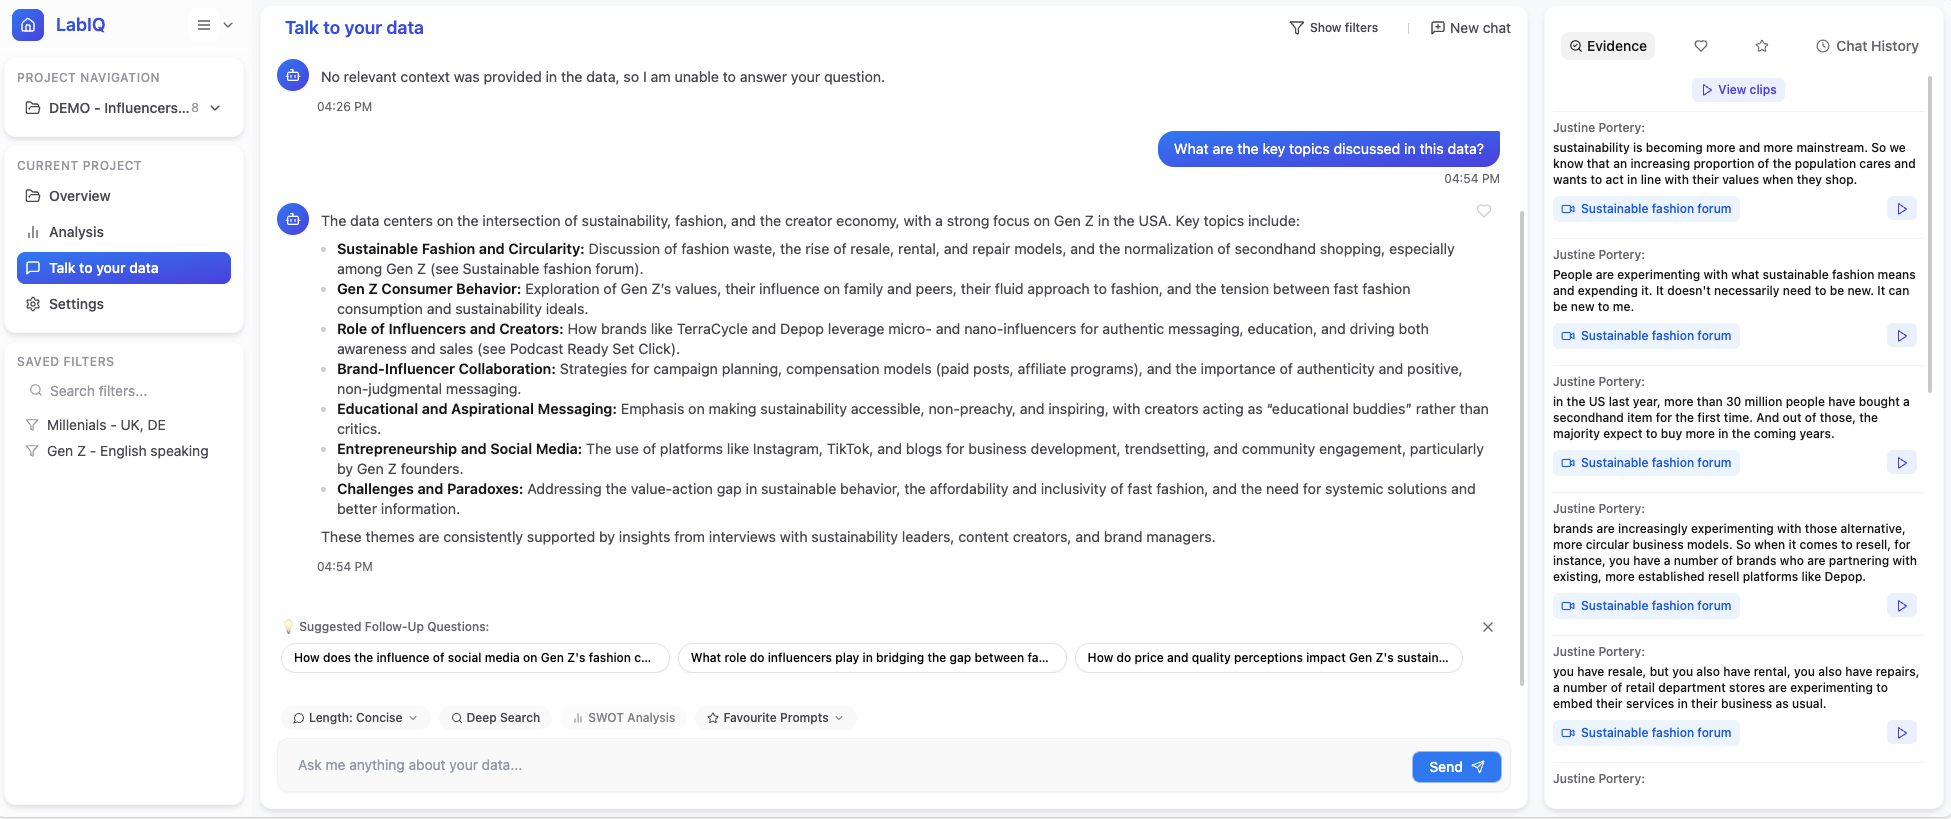 LabIQ
PROJECT NAVIGATION
DEMO - Influencers... 8
CURRENT PROJECT
Overview
Analysis
Talk to your data
Settings
SAVED FILTERS
Search filters...
Millenials - UK, DE
Gen Z - English speaking
Talk to your data
Show filters
New chat
No relevant context was provided in the data, so I am unable to answer your question.
04:26 PM
What are the key topics discussed in this data?
04:54 PM
The data centers on the intersection of sustainability, fashion, and the creator economy, with a strong focus on Gen Z in the USA. Key topics include:
Sustainable Fashion and Circularity: Discussion of fashion waste, the rise of resale, rental, and repair models, and the normalization of secondhand shopping, especially
among Gen Z (see Sustainable fashion forum).
Gen Z Consumer Behavior: Exploration of Gen Z’s values, their influence on family and peers, their fluid approach to fashion, and the tension between fast fashion
consumption and sustainability ideals.
Role of Influencers and Creators: How brands like TerraCycle and Depop leverage micro- and nano-influencers for authentic messaging, education, and driving both
awareness and sales (see Podcast Ready Set Click).
Brand-Influencer Collaboration: Strategies for campaign planning, compensation models (paid posts, affiliate programs), and the importance of authenticity and positive,
non-judgmental messaging.
Educational and Aspirational Messaging: Emphasis on making sustainability accessible, non-preachy, and inspiring, with creators acting as “educational buddies” rather than
critics.
Entrepreneurship and Social Media: The use of platforms like Instagram, TikTok, and blogs for business development, trendsetting, and community engagement, particularly
by Gen Z founders.
Challenges and Paradoxes: Addressing the value-action gap in sustainable behavior, the affordability and inclusivity of fast fashion, and the need for systemic solutions and
better information.
These themes are consistently supported by insights from interviews with sustainability leaders, content creators, and brand managers.
04:54 PM
Suggested Follow-Up Questions:
How does the influence of social media on Gen Z's fashion c...
What role do influencers play in bridging the gap between fa...
How do price and quality perceptions impact Gen Z's sustain...
Length: Concise
Deep Search
SWOT Analysis
Favourite Prompts
Ask me anything about your data...
Send
Evidence
Chat History
View clips
Justine Portery:
sustainability is becoming more and more mainstream. So we
know that an increasing proportion of the population cares and
wants to act in line with their values when they shop.
Sustainable fashion forum
Justine Portery:
People are experimenting with what sustainable fashion means
and expending it. It doesn't necessarily need to be new. It can
be new to me.
Sustainable fashion forum
Justine Portery:
in the US last year, more than 30 million people have bought a
secondhand item for the first time. And out of those, the
majority expect to buy more in the coming years.
Sustainable fashion forum
Justine Portery:
brands are increasingly experimenting with those alternative,
more circular business models. So when it comes to resell, for
instance, you have a number of brands who are partnering with
existing, more established resell platforms like Depop.
Sustainable fashion forum
Justine Portery:
you have resale, but you also have rental, you also have repairs,
a number of retail department stores are experimenting to
embed their services in their business as usual.
Sustainable fashion forum
Justine Portery: